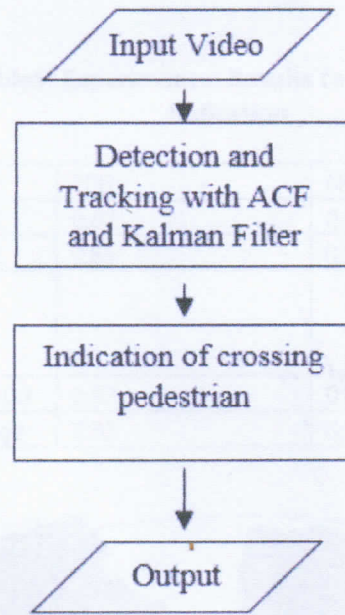 Input Video
Detection and
Tracking with ACF
and Kalman Filter
Indication of crossing
pedestrian
Output